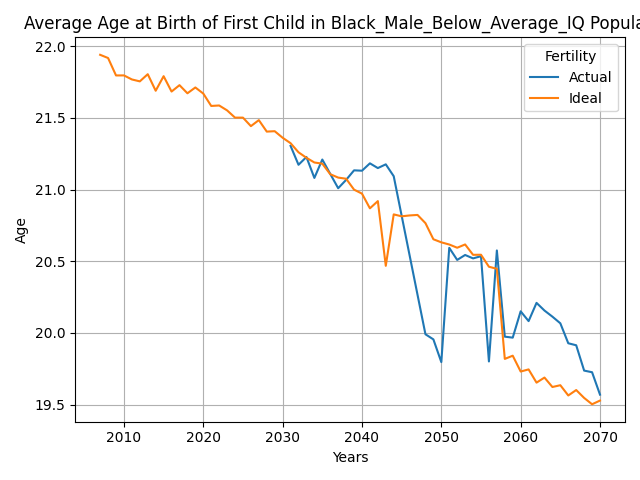 Average Age at Birth of First Child in Black_Male_Below_Average_IQ Popula
22.0
21.5
21.0
20.5
20.0
19.5
Age
Fertility
Actual
Ideal
2010 2020 2030 2040 2050 2060 2070
Years